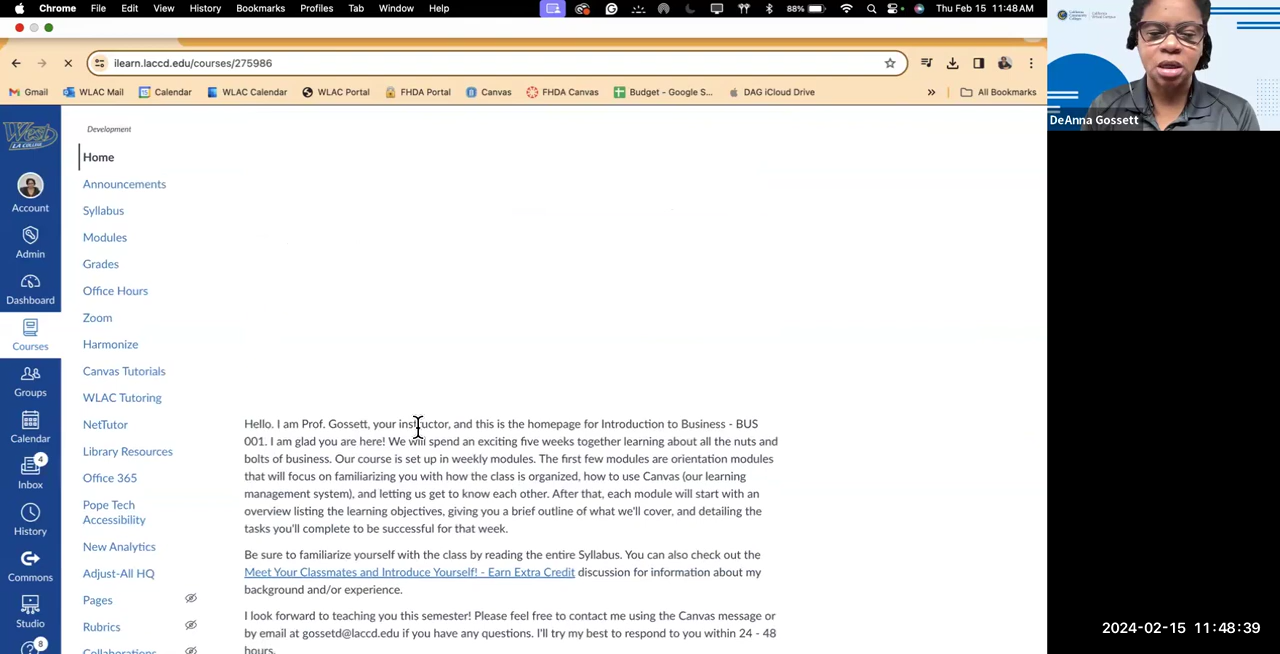 Chrome File Edit View History Bookmarks Profiles Tab Window Help 88% Thu Feb 15 11:48 AM
ilearn.laccd.edu/courses/275986
Gmail WLAC Mail Calendar WLAC Calendar WLAC Portal FHDA Portal Canvas FHDA Canvas Budget - Google S... DAG iCloud Drive » All Bookmarks
DeAnna Gossett
West
LA COLLEGE
Account
Admin
Dashboard
Courses
Groups
Calendar
4
Inbox
History
Commons
Studio
8
Development
Home
Announcements
Syllabus
Modules
Grades
Office Hours
Zoom
Harmonize
Canvas Tutorials
WLAC Tutoring
NetTutor
Library Resources
Office 365
Pope Tech
Accessibility
New Analytics
Adjust-All HQ
Pages
Rubrics
Collaborations
Hello. I am Prof. Gossett, your instructor, and this is the homepage for Introduction to Business - BUS
001. I am glad you are here! We will spend an exciting five weeks together learning about all the nuts and
bolts of business. Our course is set up in weekly modules. The first few modules are orientation modules
that will focus on familiarizing you with how the class is organized, how to use Canvas (our learning
management system), and letting us get to know each other. After that, each module will start with an
overview listing the learning objectives, giving you a brief outline of what we'll cover, and detailing the
tasks you'll complete to be successful for that week.
Be sure to familiarize yourself with the class by reading the entire Syllabus. You can also check out the
Meet Your Classmates and Introduce Yourself! - Earn Extra Credit discussion for information about my
background and/or experience.
I look forward to teaching you this semester! Please feel free to contact me using the Canvas message or
by email at gossetd@laccd.edu if you have any questions. I'll try my best to respond to you within 24 - 48
hours.
2024-02-15 11:48:39